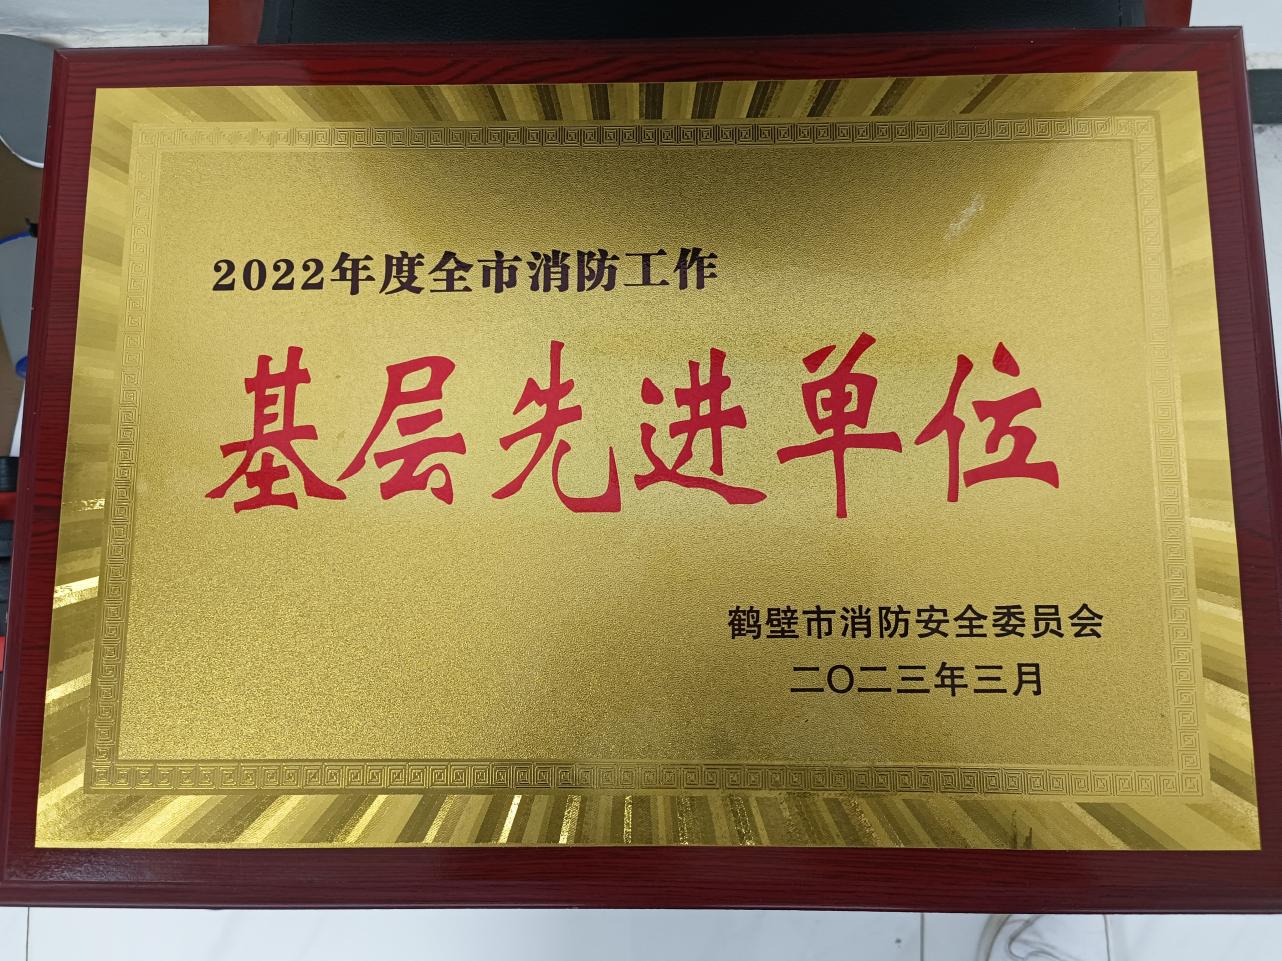 2022年度全市消防工作
基层先进单位
鹤壁市消防安全委员会
二〇二三年三月